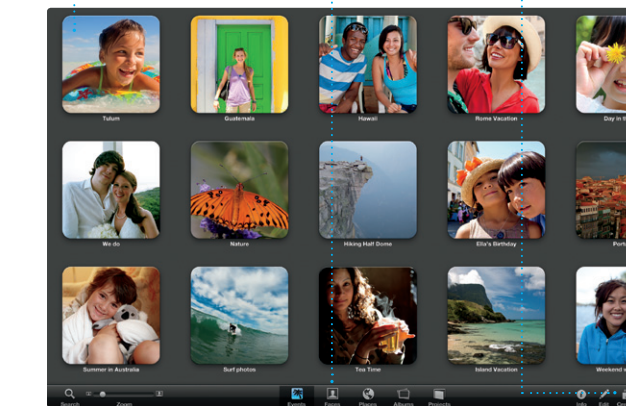 Tulum
Guatemala
Hawaii
Rome Vacation
Day in th
We do
Nature
Hiking Half Dome
Ella's Birthday
Port
Summer in Australia
Surf photos
Tea Time
Island Vacation
Weekend
Search
Zoom
Events
Faces
Places
Albums
Projects
Info
Edit